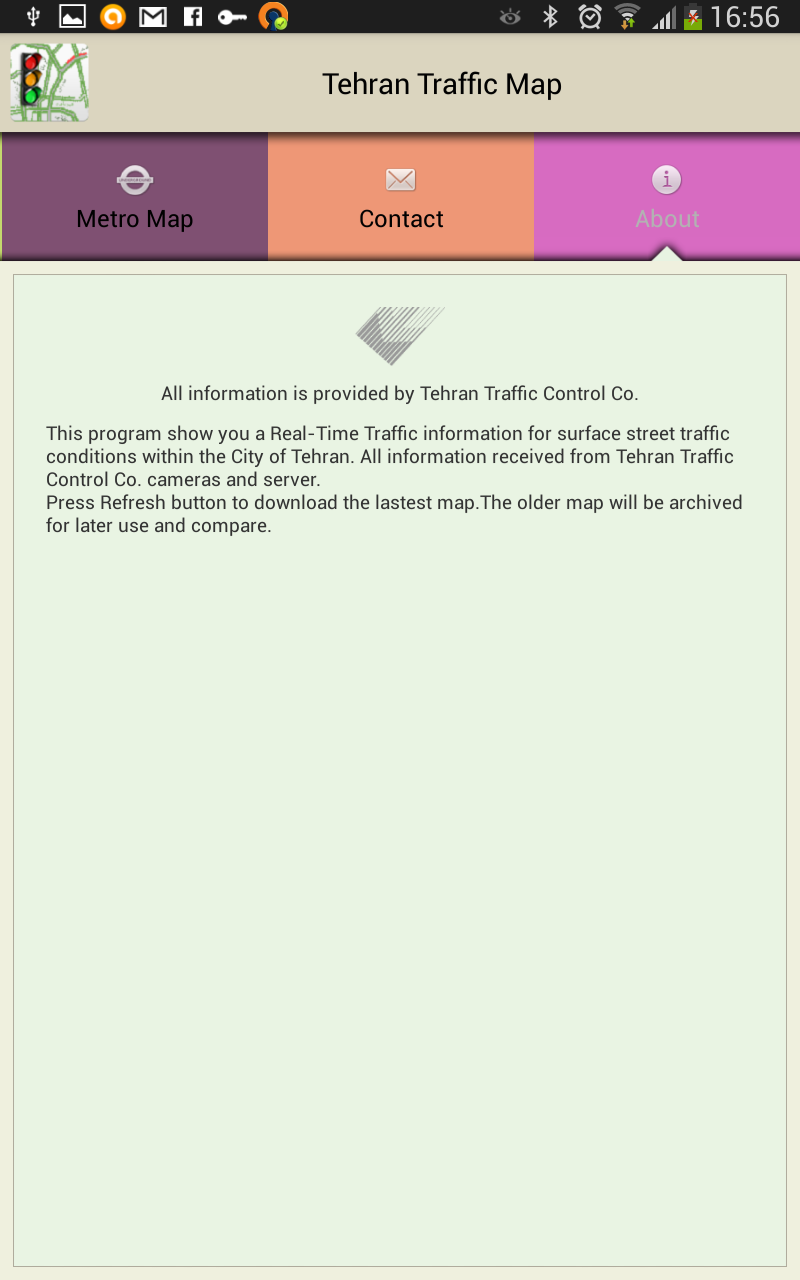 16:56
Tehran Traffic Map
Metro Map
Contact
About
All information is provided by Tehran Traffic Control Co.
This program show you a Real-Time Traffic information for surface street traffic
conditions within the City of Tehran. All information received from Tehran Traffic
Control Co. cameras and server.
Press Refresh button to download the lastest map.The older map will be archived
for later use and compare.